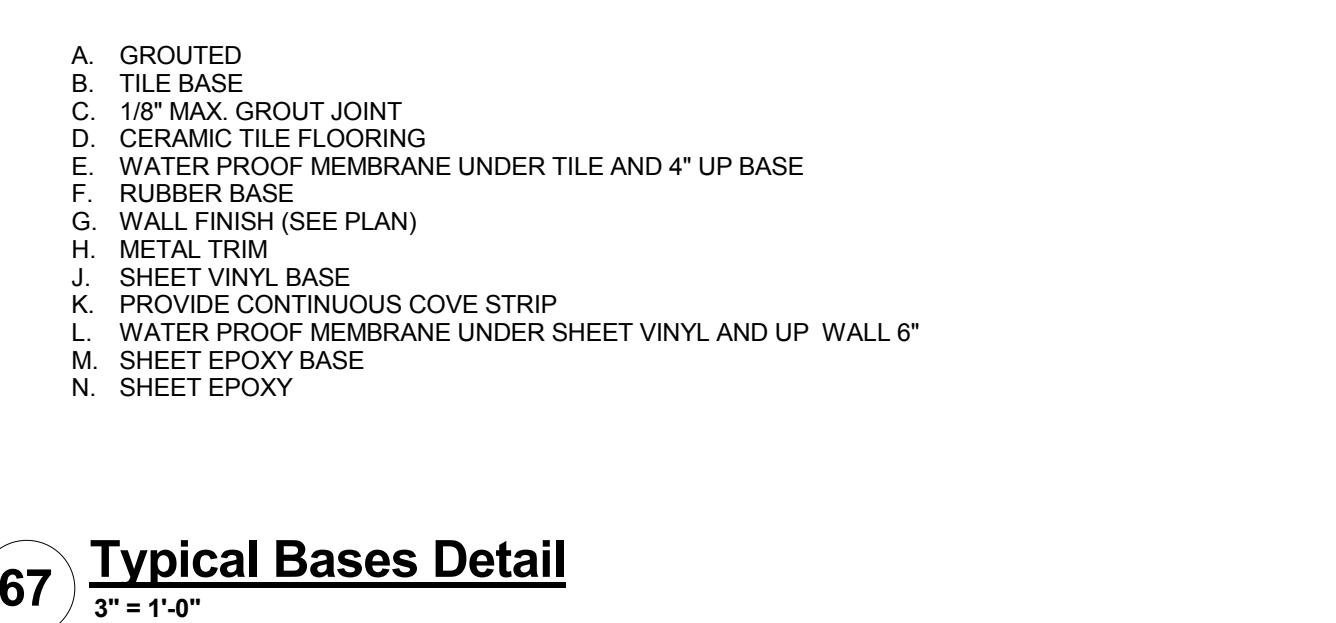 A. GROUTED
B. TILE BASE
C. 1/8" MAX. GROUT JOINT
D. CERAMIC TILE FLOORING
E. WATER PROOF MEMBRANE UNDER TILE AND 4" UP BASE
F. RUBBER BASE
G. WALL FINISH (SEE PLAN)
H. METAL TRIM
J. SHEET VINYL BASE
K. PROVIDE CONTINUOUS COVE STRIP
L. WATER PROOF MEMBRANE UNDER SHEET VINYL AND UP WALL 6"
M. SHEET EPOXY BASE
N. SHEET EPOXY
67 Typical Bases Detail
3" = 1'-0"